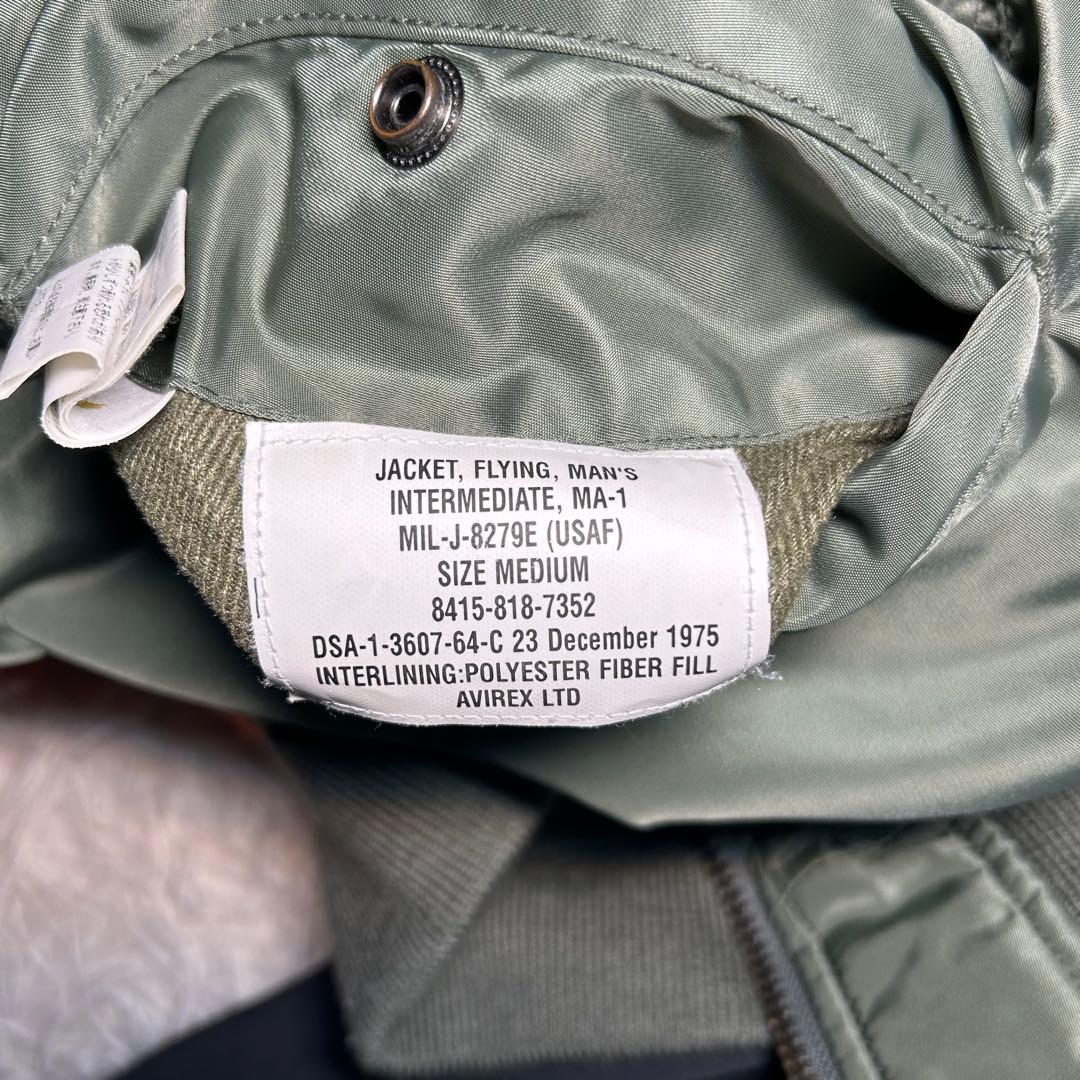 JACKET, FLYING, MAN'S
INTERMEDIATE, MA-1
MIL-J-8279E (USAF)
SIZE MEDIUM
8415-818-7352
DSA-1-3607-64-C 23 December 1975
INTERLINING:POLYESTER FIBER FILL
AVIREX LTD